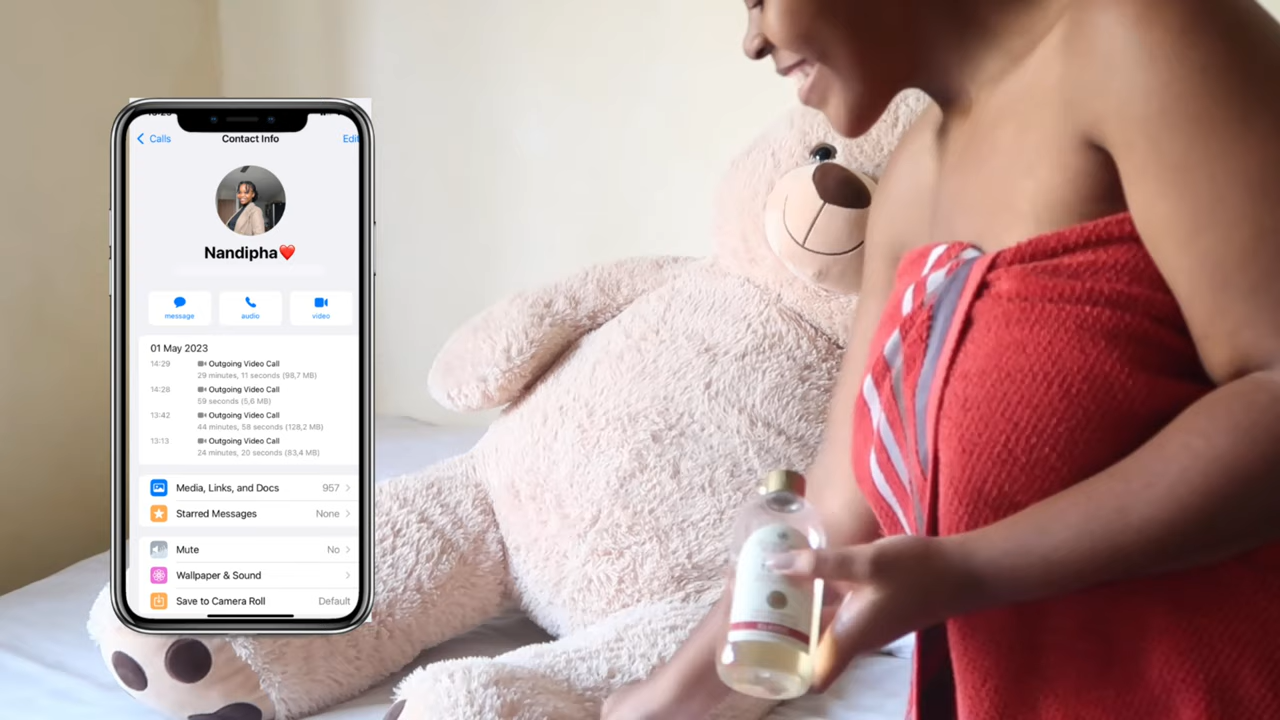 Calls
Contact Info
Nandipha❤️
message
audio
video
01 May 2023
14:29 Outgoing Video Call
29 minutes, 11 seconds (98,7 MB)
14:28 Outgoing Video Call
59 seconds (5,6 MB)
13:42 Outgoing Video Call
44 minutes, 58 seconds (128,2 MB)
13:13 Outgoing Video Call
24 minutes, 20 seconds (83,4 MB)
Media, Links, and Docs 957
Starred Messages None
Mute No
Wallpaper & Sound
Save to Camera Roll Default